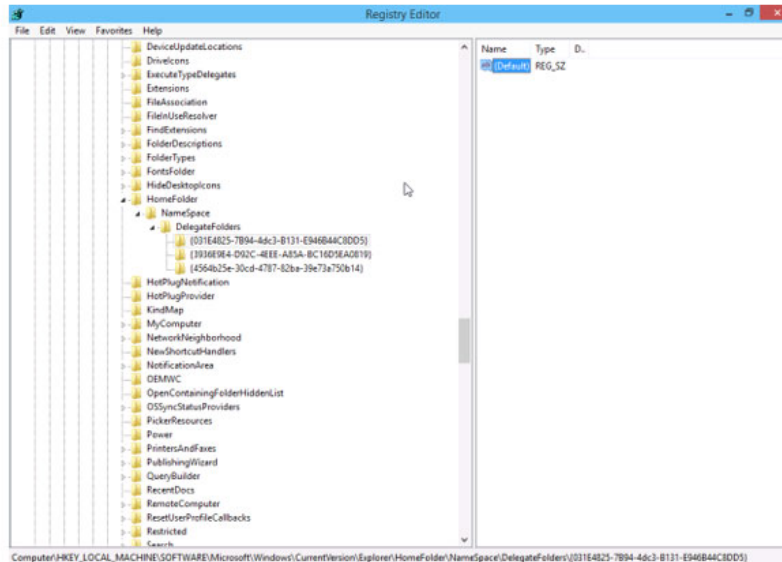 Registry Editor
File Edit View Favorites Help
DeviceUpdateLocations
DriveIcons
ExecuteTypeDelegates
Extensions
FileAssociation
FileInUseResolver
FindExtensions
FolderDescriptions
FolderTypes
FontsFolder
HideDesktopIcons
HomeFolder
NameSpace
DelegateFolders
{031E4825-7B94-4dc3-B131-E946B44C8DD5}
{3936E9E4-D92C-4EEE-A85A-BC16D5EA0819}
{4564b25e-30cd-4787-82ba-39e73a750b14}
HotPlugNotification
HotPlugProvider
KindMap
MyComputer
NetworkNeighborhood
NewShortcutHandlers
NotificationArea
OEMWC
OpenContainingFolderHiddenList
OSSyncStatusProviders
PickerResources
Power
PrintersAndFaxes
PublishingWizard
QueryBuilder
RecentDocs
RemoteComputer
ResetUserProfileCallbacks
Restricted
Search
Name Type D..
(Default) REG_SZ
Computer\HKEY_LOCAL_MACHINE\SOFTWARE\Microsoft\Windows\CurrentVersion\Explorer\HomeFolder\NameSpace\DelegateFolders\{031E4825-7B94-4dc3-B131-E946B44C8DD5}